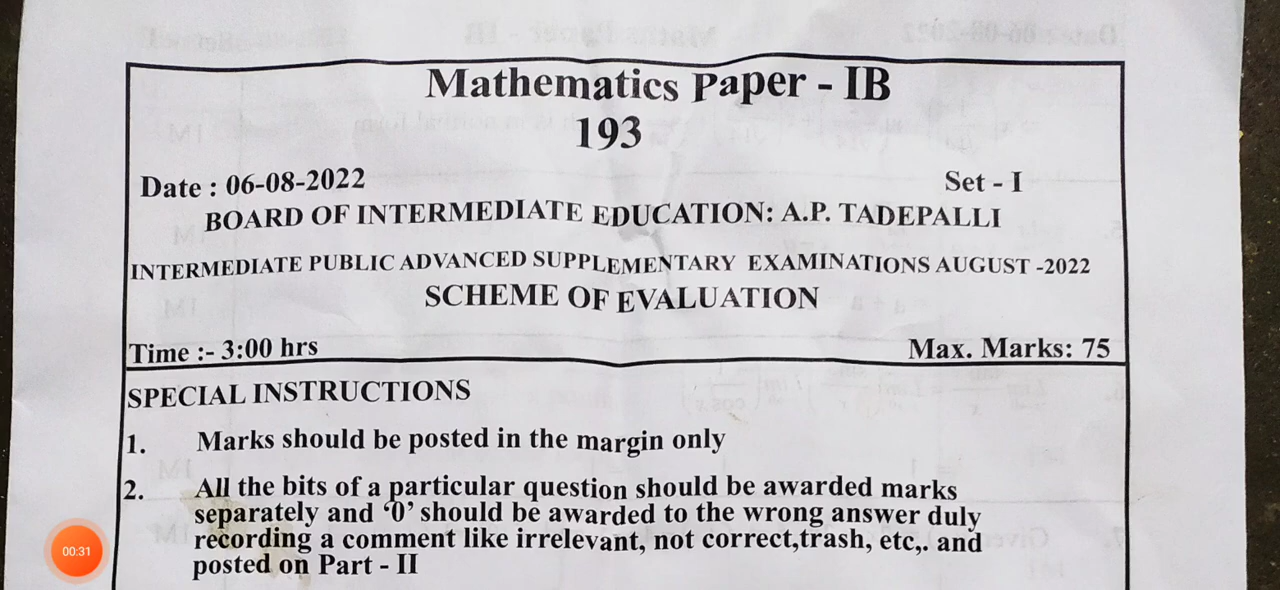 Mathematics Paper - IB
193
Date : 06-08-2022 Set - I
BOARD OF INTERMEDIATE EDUCATION: A.P. TADEPALLI
INTERMEDIATE PUBLIC ADVANCED SUPPLEMENTARY EXAMINATIONS AUGUST -2022
SCHEME OF EVALUATION
Time :- 3:00 hrs Max. Marks: 75
SPECIAL INSTRUCTIONS
1. Marks should be posted in the margin only
2. All the bits of a particular question should be awarded marks
separately and ‘0’ should be awarded to the wrong answer duly
recording a comment like irrelevant, not correct,trash, etc,. and
posted on Part - II
00:31